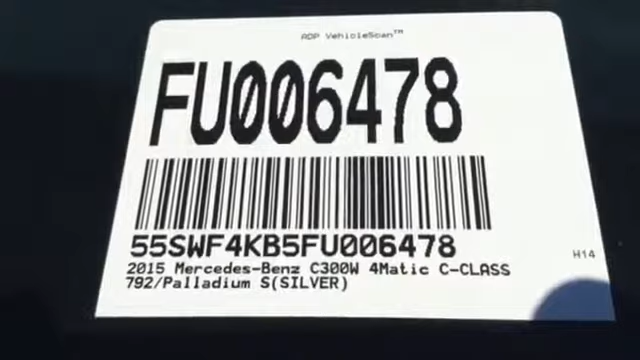 ADP VehicleScan™
FU006478
55SWF4KB5FU006478
H14
2015 Mercedes-Benz C300W 4Matic C-CLASS
792/Palladium S(SILVER)